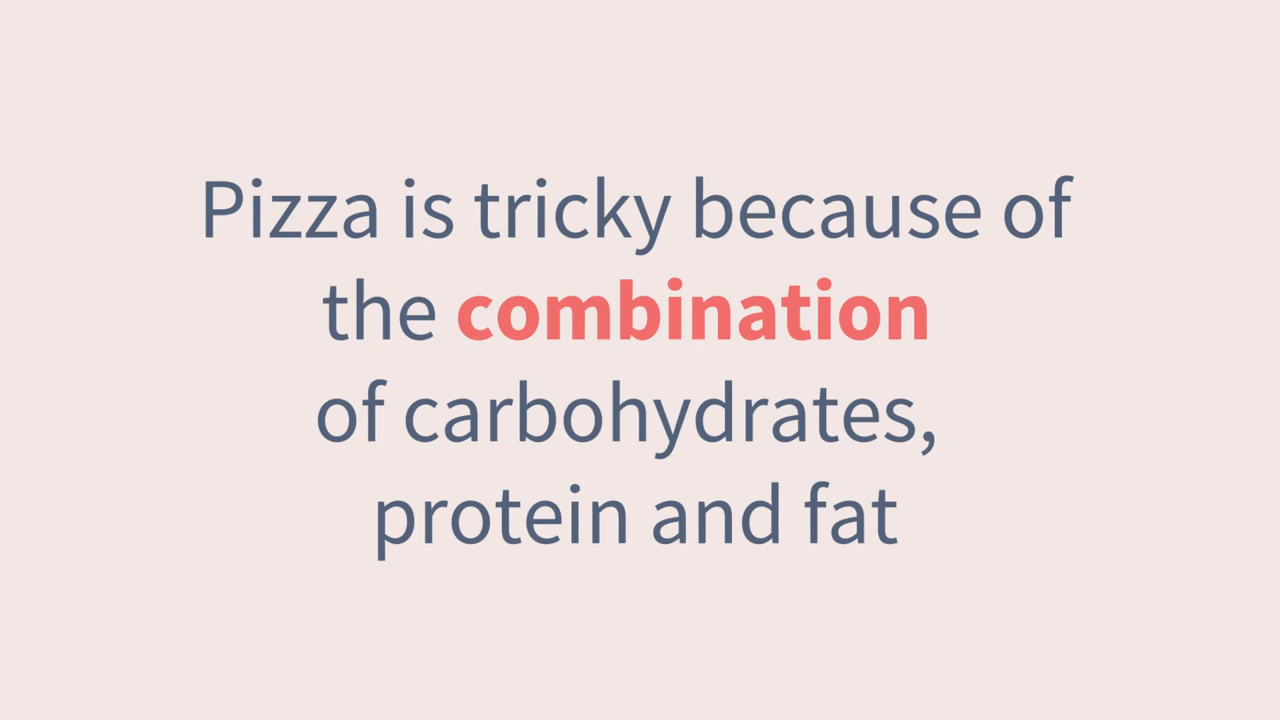 Pizza is tricky because of
the combination
of carbohydrates,
protein and fat